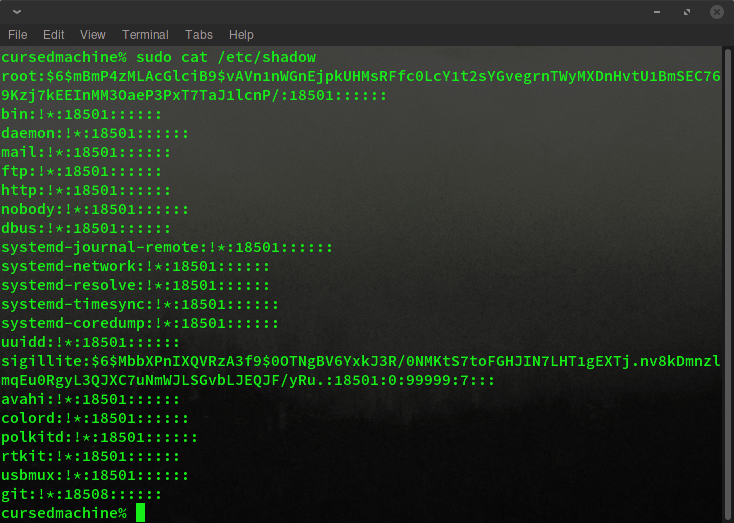 File Edit View Terminal Tabs Help
cursedmachine% sudo cat /etc/shadow
root:$6$mBmP4zMLAcGlciB9$vAVn1nWGnEjpkUHMsRFfc0LcY1t2sYGvegrnTWyMXDnHvtU1BmSEC76
9Kzj7kEEInMM3OaeP3PxT7TaJ1lcnP/:18501::::::
bin:!*:18501::::::
daemon:!*:18501::::::
mail:!*:18501::::::
ftp:!*:18501::::::
http:!*:18501::::::
nobody:!*:18501::::::
dbus:!*:18501::::::
systemd-journal-remote:!*:18501::::::
systemd-network:!*:18501::::::
systemd-resolve:!*:18501::::::
systemd-timesync:!*:18501::::::
systemd-coredump:!*:18501::::::
uuidd:!*:18501::::::
sigillite:$6$MbbXPnIXQVRzA3f9$0OTNgBV6YxkJ3R/0NMKtS7toFGHJIN7LHT1gEXTj.nv8kDmnzl
mqEu0RgyL3QJXC7uNmWJLSGvbLJEQJF/yRu.:18501:0:99999:7:::
avahi:!*:18501::::::
colord:!*:18501::::::
polkitd:!*:18501::::::
rtkit:!*:18501::::::
usbmux:!*:18501::::::
git:!*:18508::::::
cursedmachine%